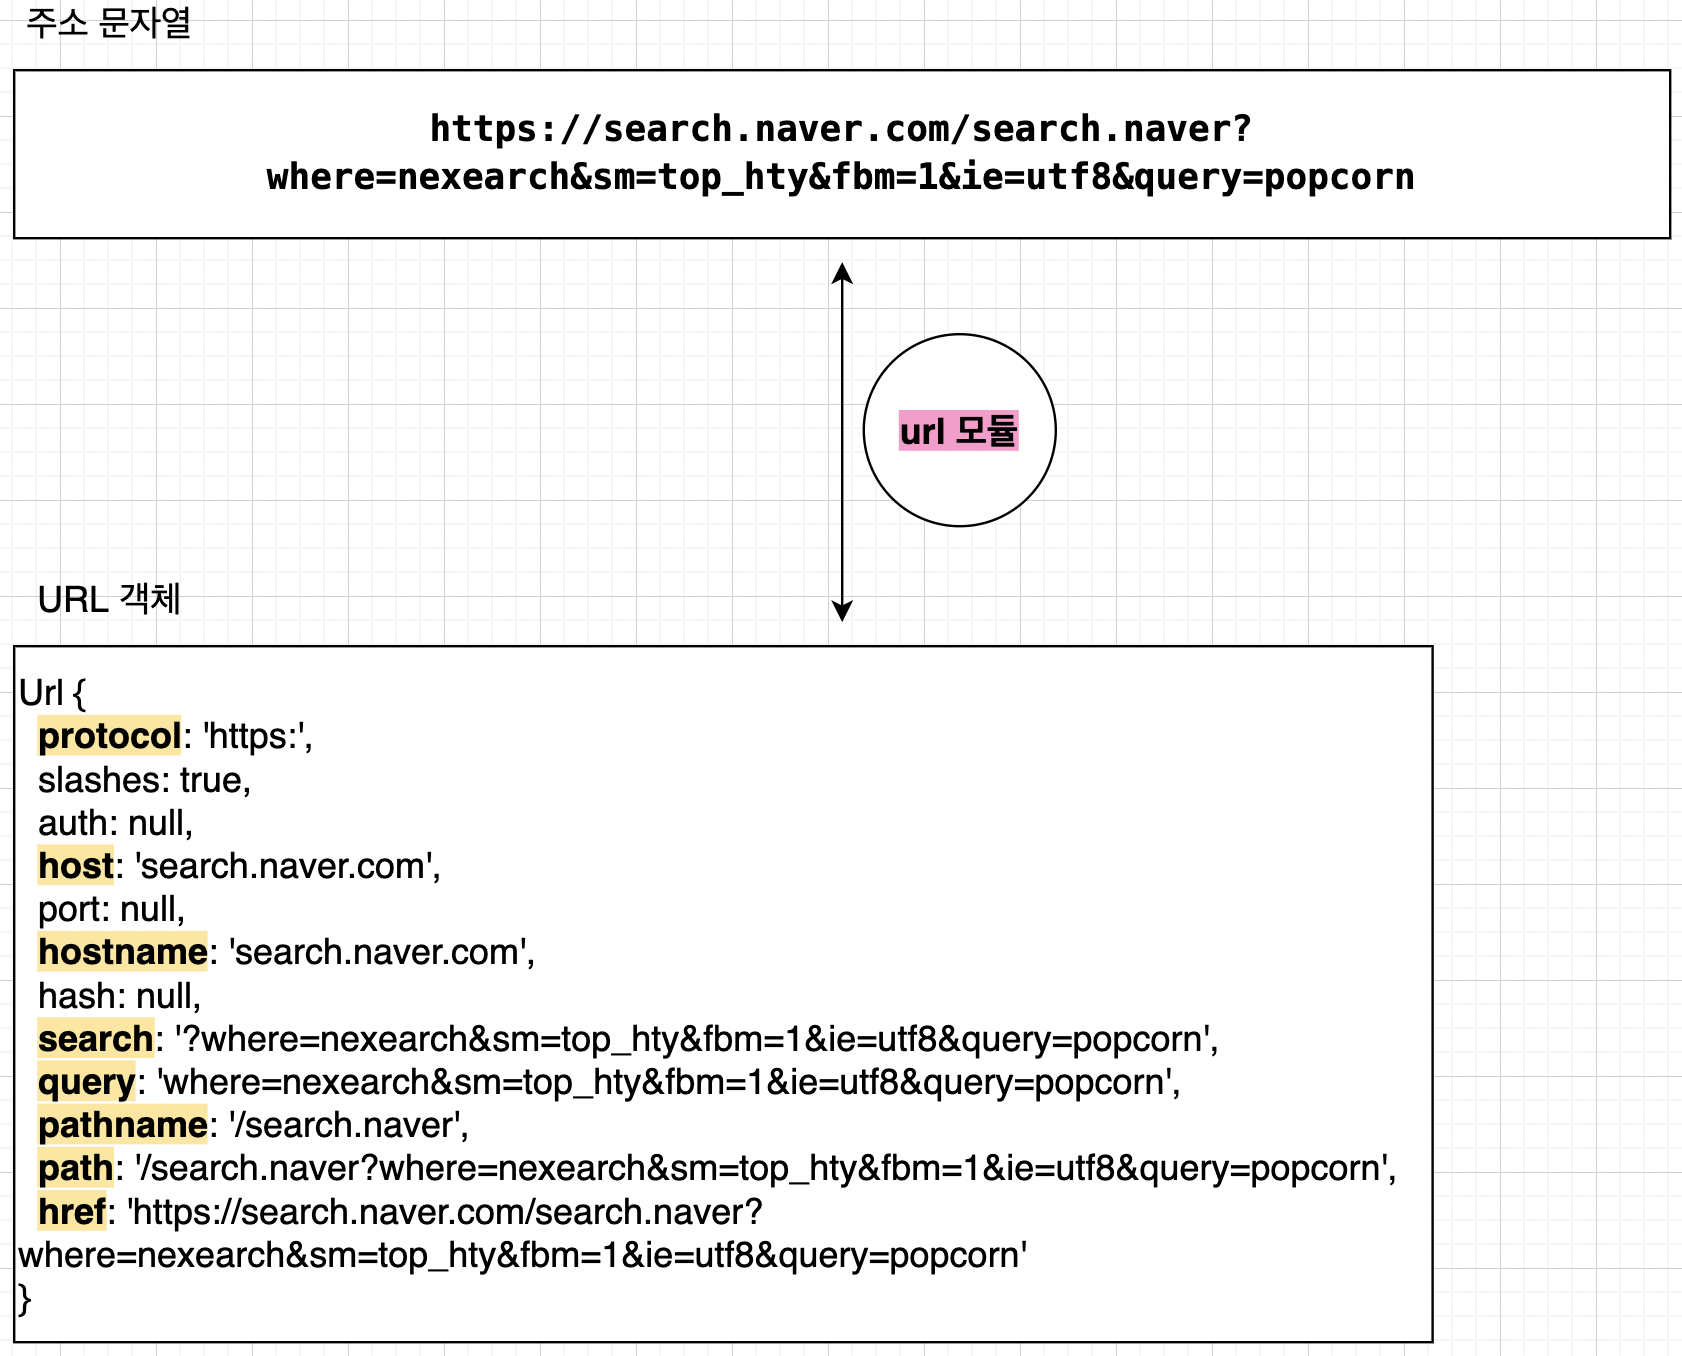 주소 문자열
https://search.naver.com/search.naver?
where=nexearch&sm=top_hty&fbm=1&ie=utf8&query=popcorn
url 모듈
URL 객체
Url {
protocol: 'https:',
slashes: true,
auth: null,
host: 'search.naver.com',
port: null,
hostname: 'search.naver.com',
hash: null,
search: '?where=nexearch&sm=top_hty&fbm=1&ie=utf8&query=popcorn',
query: 'where=nexearch&sm=top_hty&fbm=1&ie=utf8&query=popcorn',
pathname: '/search.naver',
path: '/search.naver?where=nexearch&sm=top_hty&fbm=1&ie=utf8&query=popcorn',
href: 'https://search.naver.com/search.naver?
where=nexearch&sm=top_hty&fbm=1&ie=utf8&query=popcorn'
}